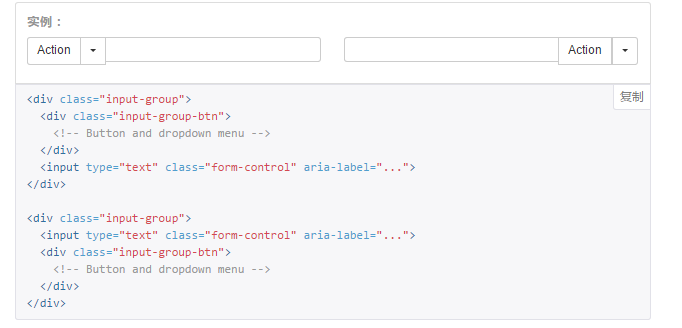 实例：
Action Action
复制
<div class="input-group">
  <div class="input-group-btn">
    <!-- Button and dropdown menu -->
  </div>
  <input type="text" class="form-control" aria-label="...">
</div>

<div class="input-group">
  <input type="text" class="form-control" aria-label="...">
  <div class="input-group-btn">
    <!-- Button and dropdown menu -->
  </div>
</div>